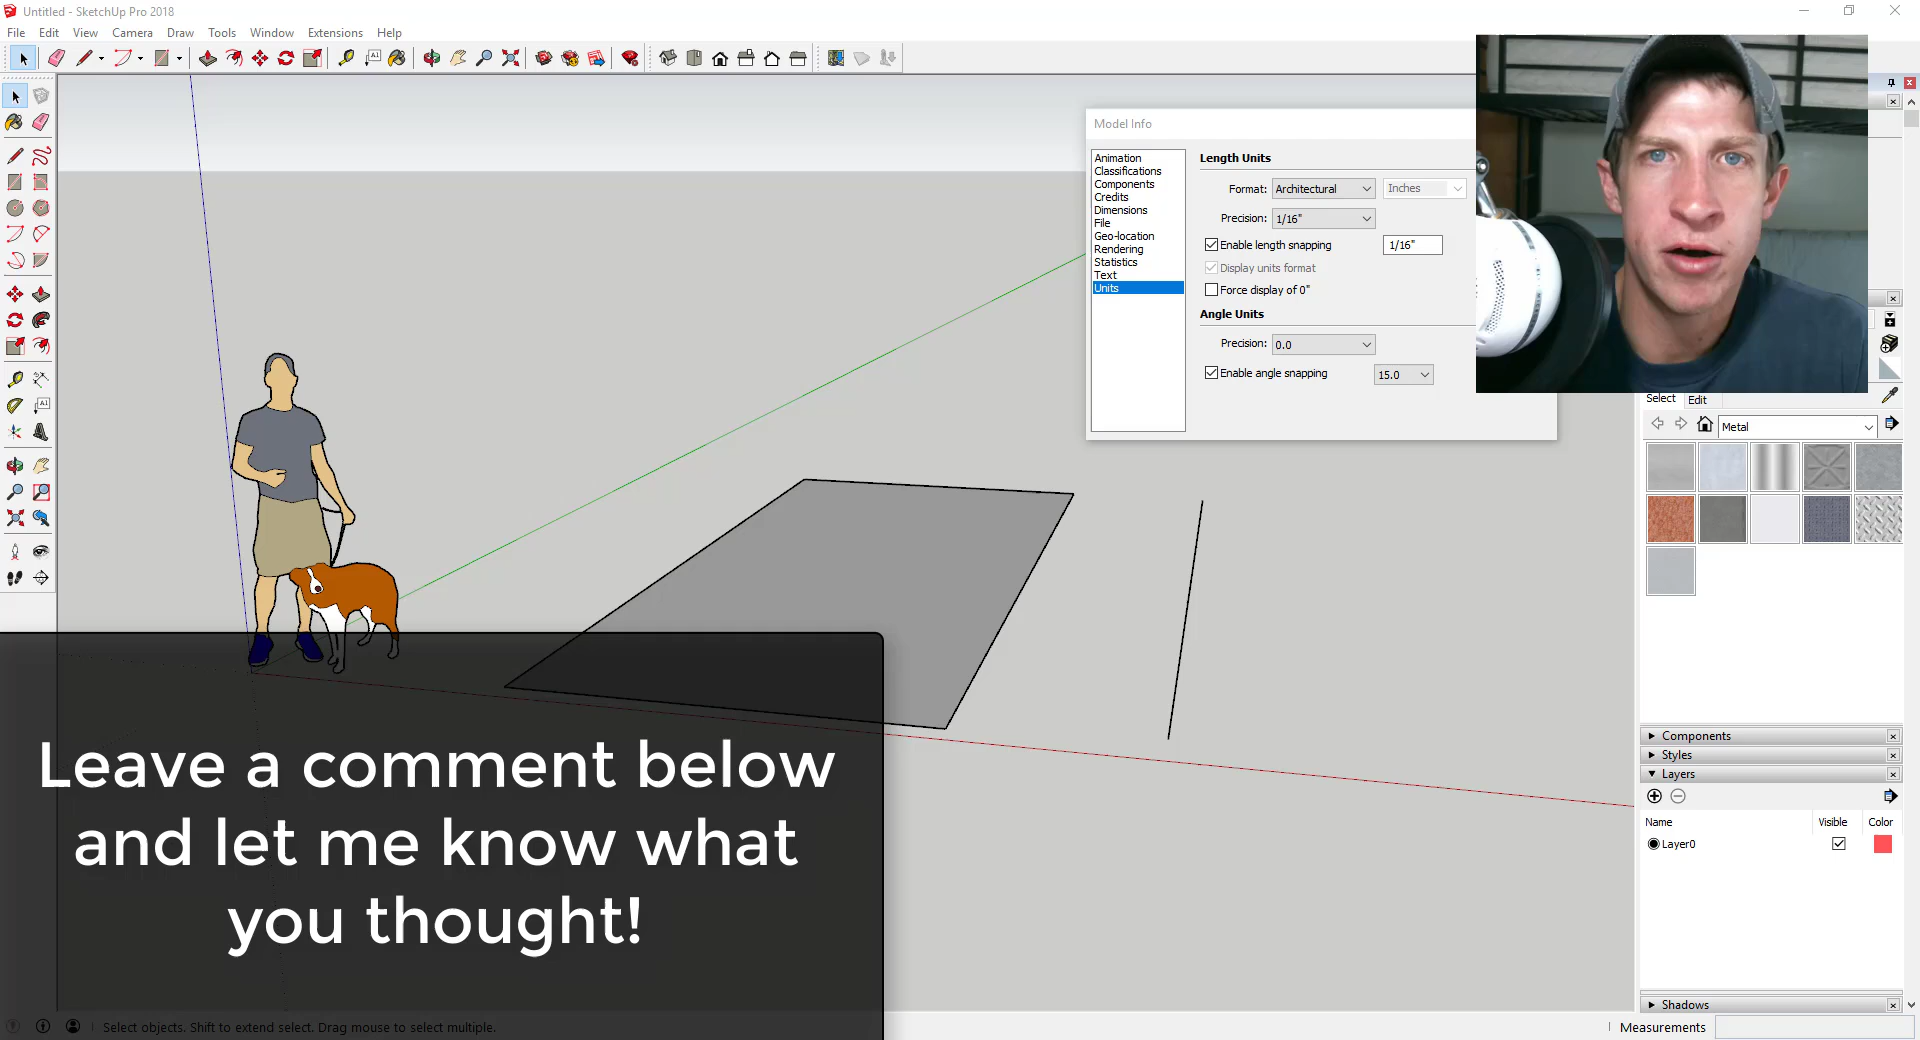 Untitled - SketchUp Pro 2018
File Edit View Camera Draw Tools Window Extensions Help
Model Info
Animation
Classifications
Components
Credits
Dimensions
File
Geo-location
Rendering
Statistics
Text
Units
Length Units
Format: Architectural Inches
Precision: 1/16"
Enable length snapping 1/16"
Display units format
Force display of 0"
Angle Units
Precision: 0.0
Enable angle snapping 15.0
Select Edit
Metal
Components
Styles
Layers
Name Visible Color
Layer0
Shadows
Leave a comment below
and let me know what
you thought!
Select objects. Shift to extend select. Drag mouse to select multiple.
Measurements